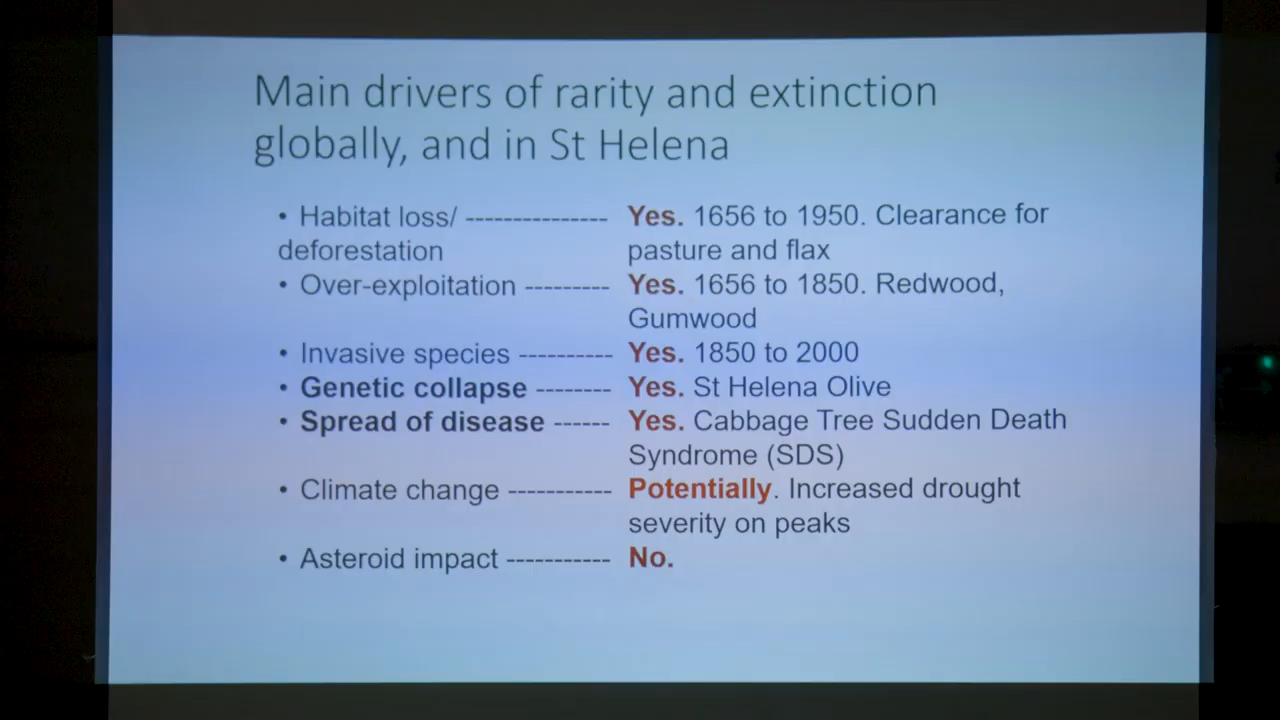 Main drivers of rarity and extinction
globally, and in St Helena
• Habitat loss/ --------------- Yes. 1656 to 1950. Clearance for
deforestation pasture and flax
• Over-exploitation --------- Yes. 1656 to 1850. Redwood,
Gumwood
• Invasive species ---------- Yes. 1850 to 2000
• Genetic collapse -------- Yes. St Helena Olive
• Spread of disease ------ Yes. Cabbage Tree Sudden Death
Syndrome (SDS)
• Climate change ----------- Potentially. Increased drought
severity on peaks
• Asteroid impact ----------- No.